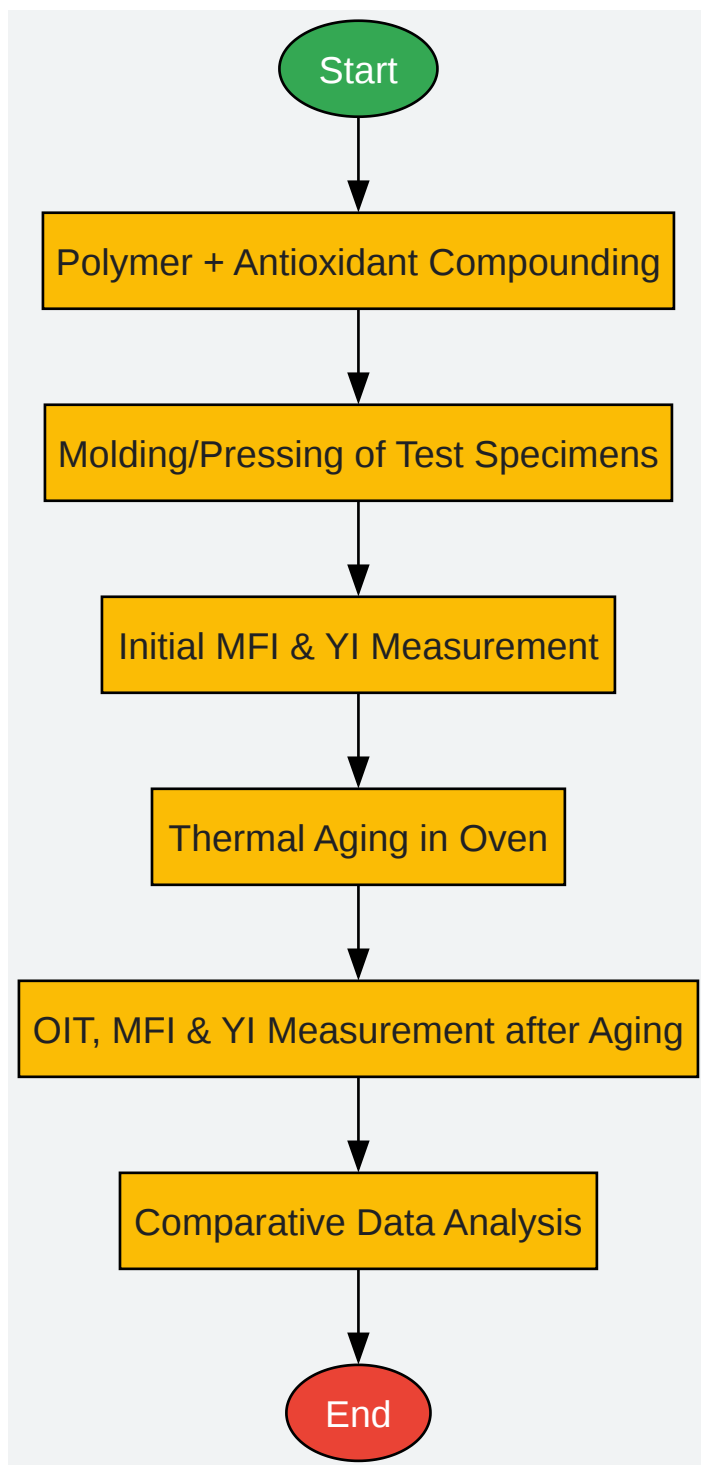 Start
Polymer + Antioxidant Compounding
Molding/Pressing of Test Specimens
Initial MFI & YI Measurement
Thermal Aging in Oven
OIT, MFI & YI Measurement after Aging
Comparative Data Analysis
End